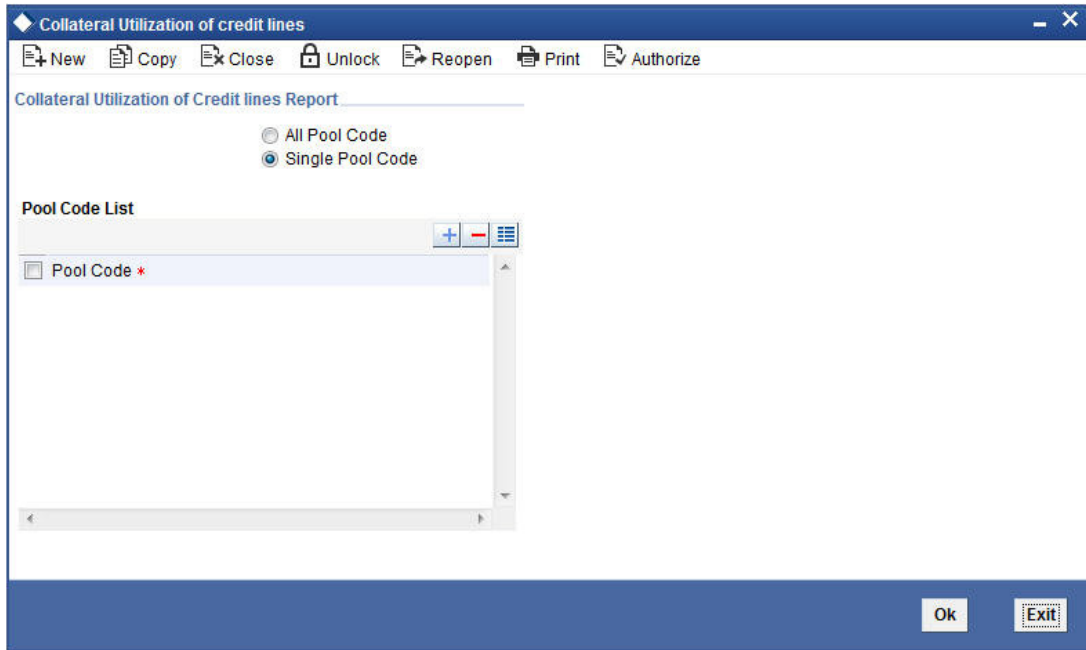 Collateral Utilization of credit lines
New Copy Close Unlock Reopen Print Authorize
Collateral Utilization of Credit lines Report
All Pool Code
Single Pool Code
Pool Code List
Pool Code *
Ok Exit